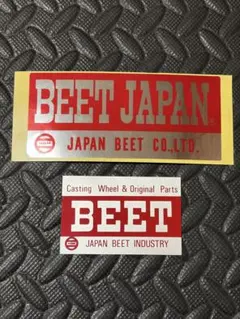 BEET JAPAN®
JAPAN BEET CO.,LTD.
Casting Wheel & Original Parts
BEET
JAPAN BEET INDUSTRY